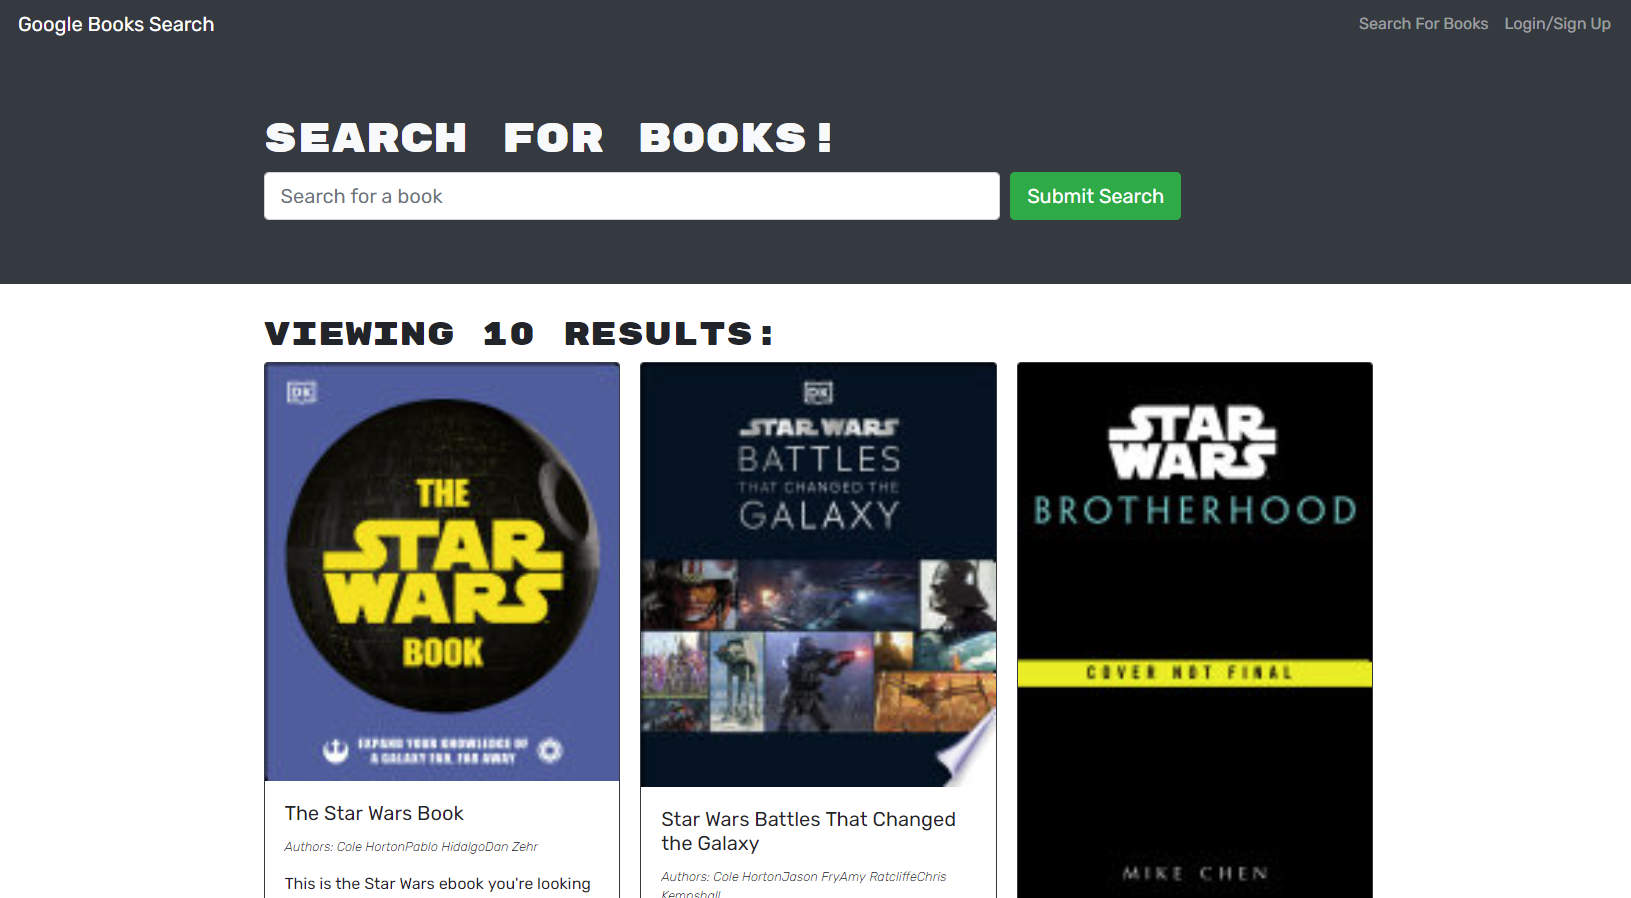 Google Books Search
Search For Books Login/Sign Up
SEARCH FOR BOOKS!
Search for a book
Submit Search
VIEWING 10 RESULTS:
DK
THE
STAR
WARS
BOOK
EXPAND YOUR KNOWLEDGE OF
A GALAXY FAR, FAR AWAY
The Star Wars Book
Authors: Cole HortonPablo HidalgoDan Zehr
This is the Star Wars ebook you're looking
DK
STAR WARS
BATTLES
THAT CHANGED THE
GALAXY
Star Wars Battles That Changed
the Galaxy
Authors: Cole HortonJason FryAmy RatcliffeChris
Kempshall
STAR
WARS
BROTHERHOOD
COVER NOT FINAL
MIKE CHEN